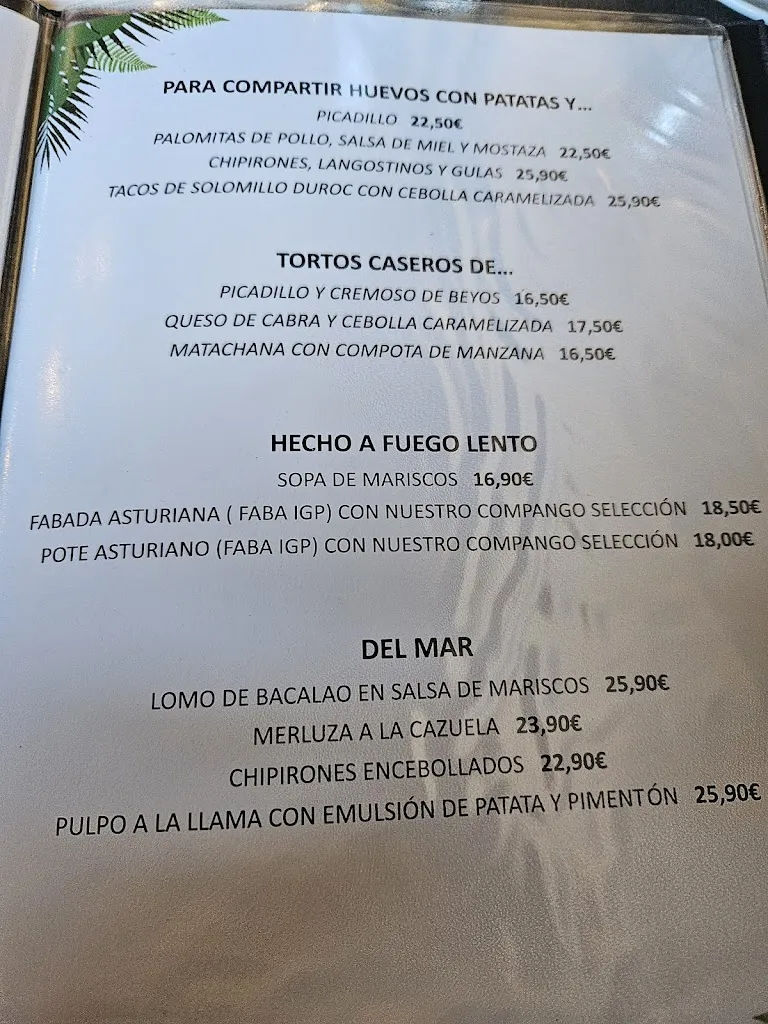 PARA COMPARTIR HUEVOS CON PATATAS Y...
PICADILLO 22,50€
PALOMITAS DE POLLO, SALSA DE MIEL Y MOSTAZA 22,50€
CHIPIRONES, LANGOSTINOS Y GULAS 25,90€
TACOS DE SOLOMILLO DUROC CON CEBOLLA CARAMELIZADA 25,90€
TORTOS CASEROS DE...
PICADILLO Y CREMOSO DE BEYOS 16,50€
QUESO DE CABRA Y CEBOLLA CARAMELIZADA 17,50€
MATACHANA CON COMPOTA DE MANZANA 16,50€
HECHO A FUEGO LENTO
SOPA DE MARISCOS 16,90€
FABADA ASTURIANA ( FABA IGP) CON NUESTRO COMPANGO SELECCIÓN 18,50€
POTE ASTURIANO (FABA IGP) CON NUESTRO COMPANGO SELECCIÓN 18,00€
DEL MAR
LOMO DE BACALAO EN SALSA DE MARISCOS 25,90€
MERLUZA A LA CAZUELA 23,90€
CHIPIRONES ENCEBOLLADOS 22,90€
PULPO A LA LLAMA CON EMULSIÓN DE PATATA Y PIMENTÓN 25,90€